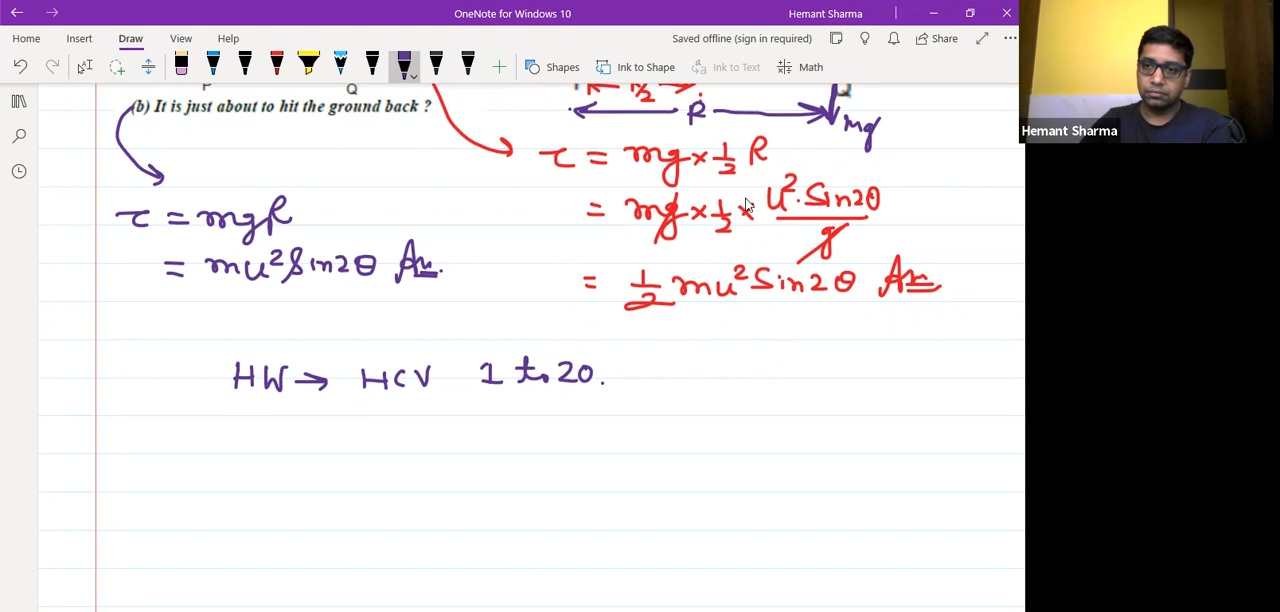 OneNote for Windows 10
Hemant Sharma
Home Insert Draw View Help
Saved offline (sign in required)
Share
Shapes
Ink to Shape
Ink to Text
Math
P Q
(b) It is just about to hit the ground back ?
R/2
Q
R
mg
τ = mg × 1/2 R
= mg × 1/2 × u² · Sin2θ / g
= 1/2 mu² Sin2θ Ans
τ = mgR
= mu² Sin2θ Ans.
HW → HCV 1 to 20.
Hemant Sharma